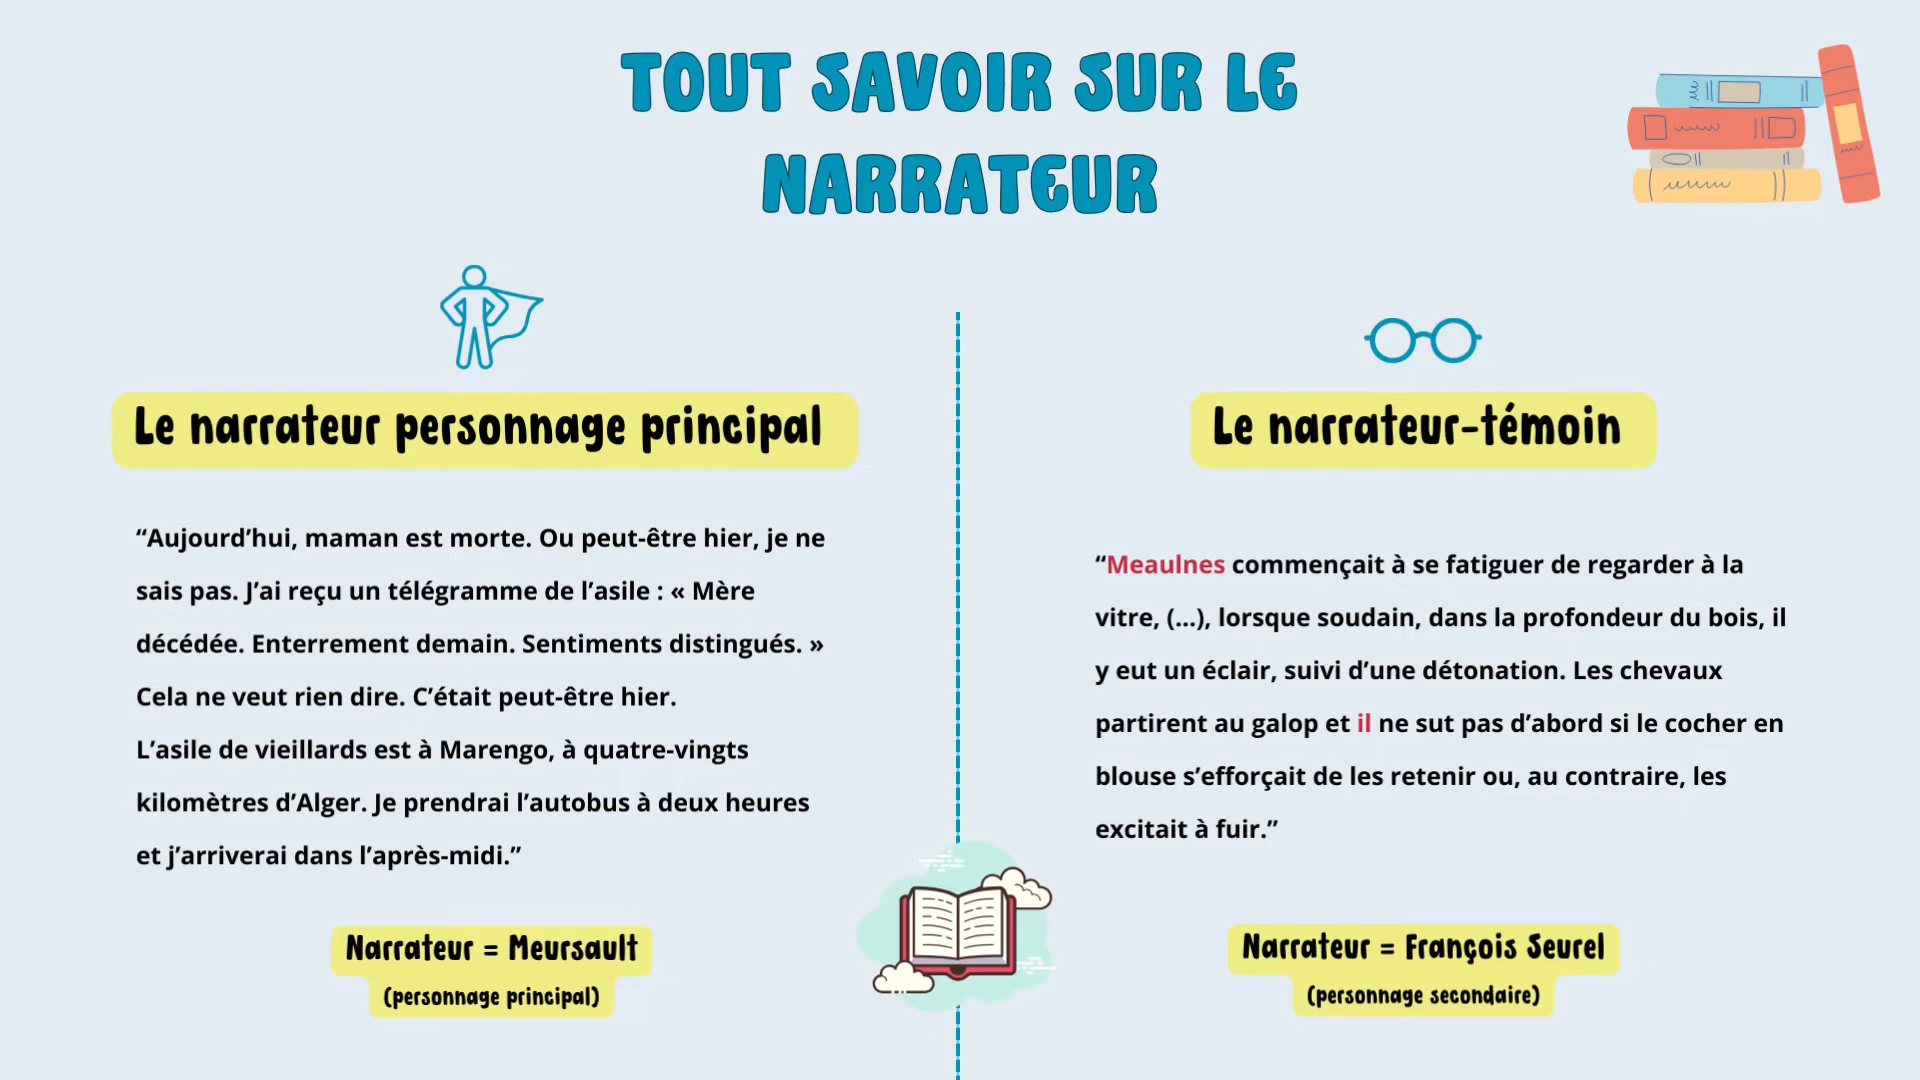 TOUT SAVOIR SUR LE
NARRATEUR
Le narrateur personnage principal
“Aujourd’hui, maman est morte. Ou peut-être hier, je ne
sais pas. J’ai reçu un télégramme de l’asile : « Mère
décédée. Enterrement demain. Sentiments distingués. »
Cela ne veut rien dire. C’était peut-être hier.
L’asile de vieillards est à Marengo, à quatre-vingts
kilomètres d’Alger. Je prendrai l’autobus à deux heures
et j’arriverai dans l’après-midi.”
Narrateur = Meursault
(personnage principal)
Le narrateur-témoin
“Meaulnes commençait à se fatiguer de regarder à la
vitre, (...), lorsque soudain, dans la profondeur du bois, il
y eut un éclair, suivi d’une détonation. Les chevaux
partirent au galop et il ne sut pas d’abord si le cocher en
blouse s’efforçait de les retenir ou, au contraire, les
excitait à fuir.”
Narrateur = François Seurel
(personnage secondaire)